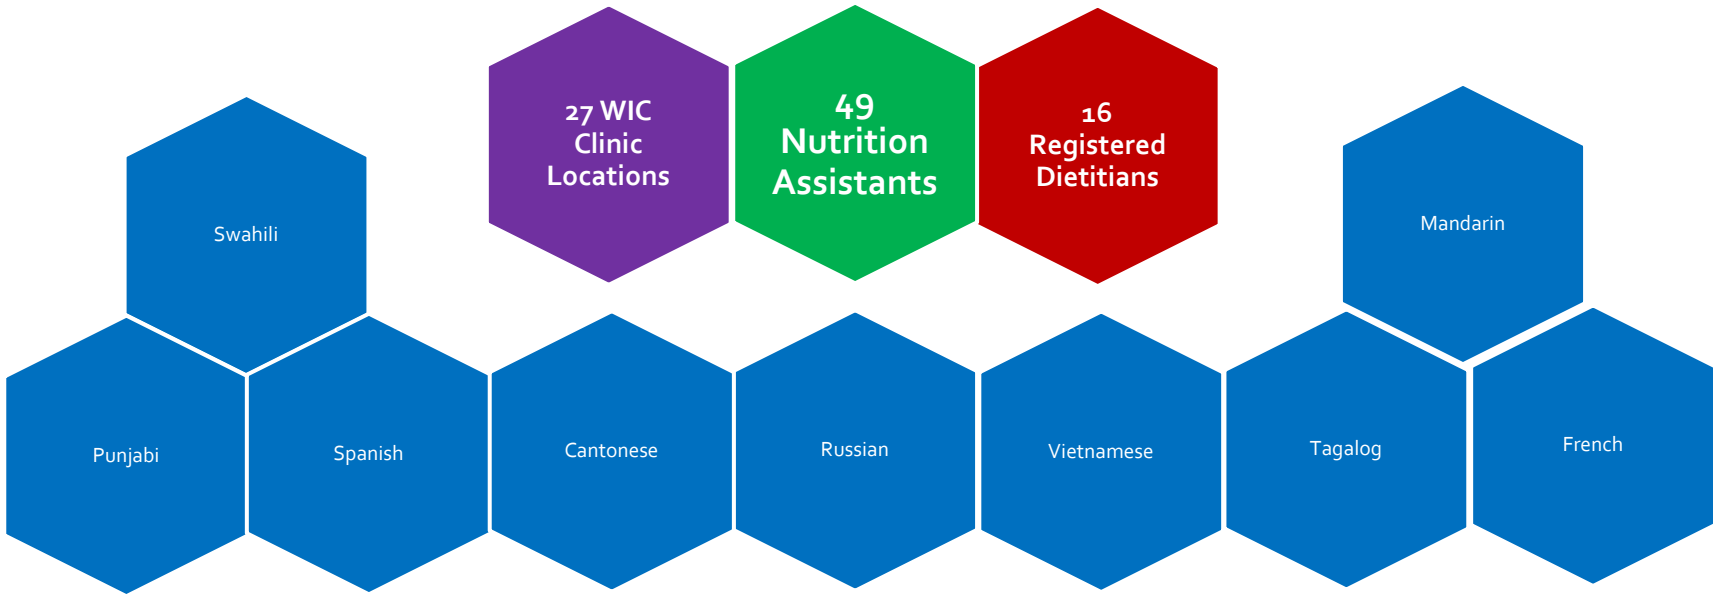 27 WIC
Clinic
Locations
49
Nutrition
Assistants
16
Registered
Dietitians
Swahili
Mandarin
Punjabi
Spanish
Cantonese
Russian
Vietnamese
Tagalog
French